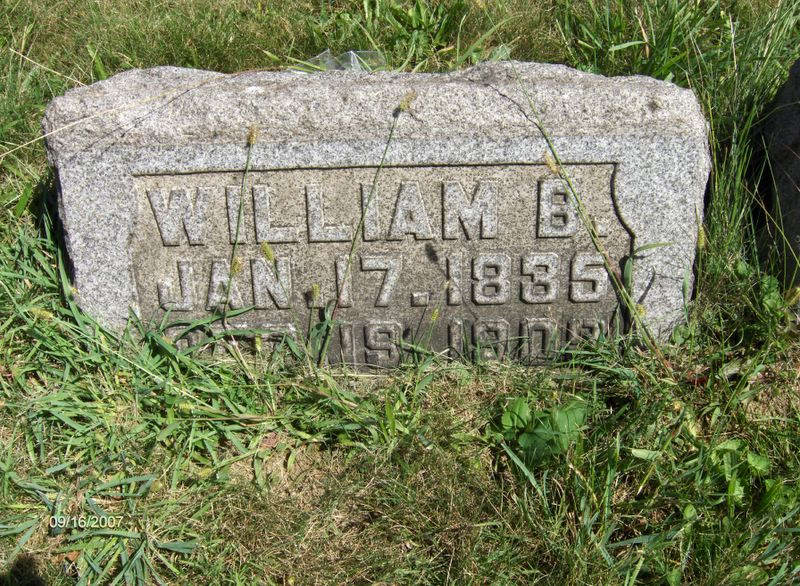 WILLIAM B.
JAN. 17. 1835
09/16/2007